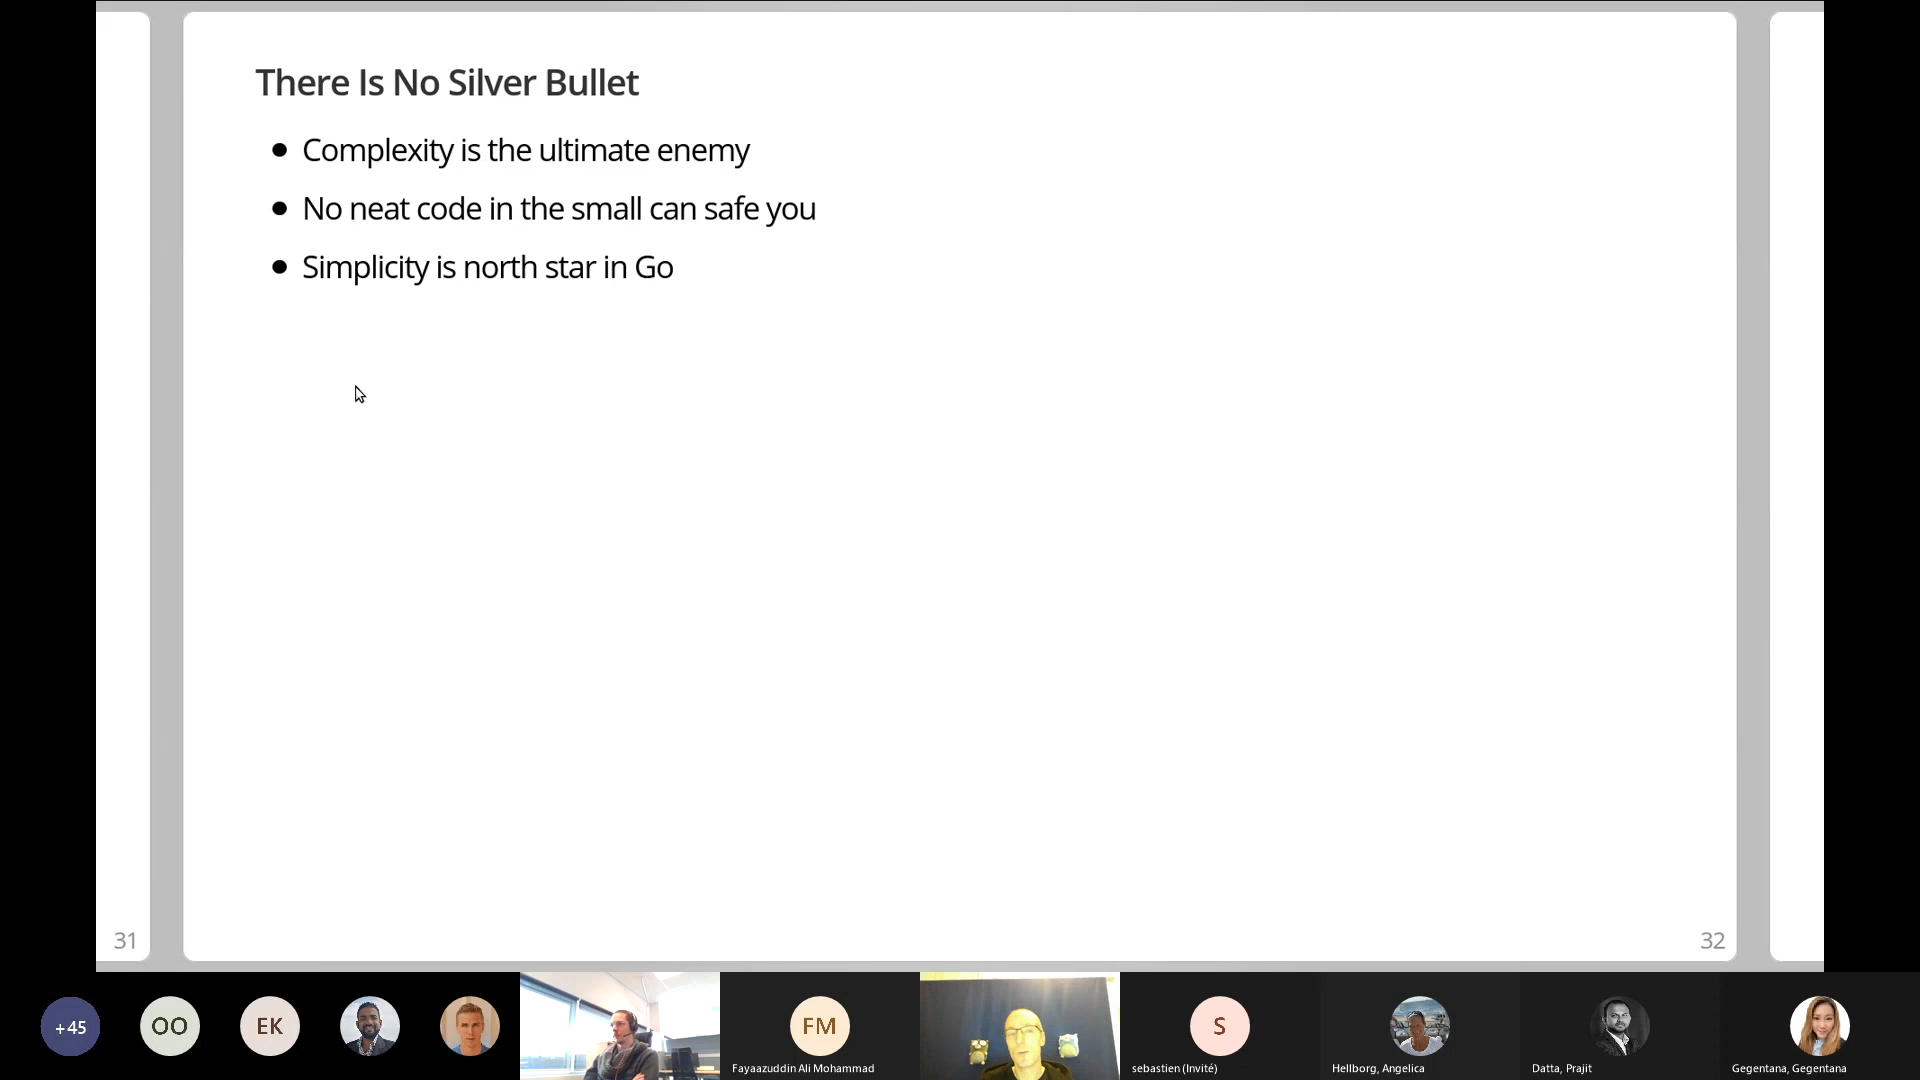 There Is No Silver Bullet
Complexity is the ultimate enemy
No neat code in the small can safe you
Simplicity is north star in Go
31
32
+45
OO
EK
FM
S
Fayaazuddin Ali Mohammad
sebastien (Invité)
Hellborg, Angelica
Datta, Prajit
Gegentana, Gegentana